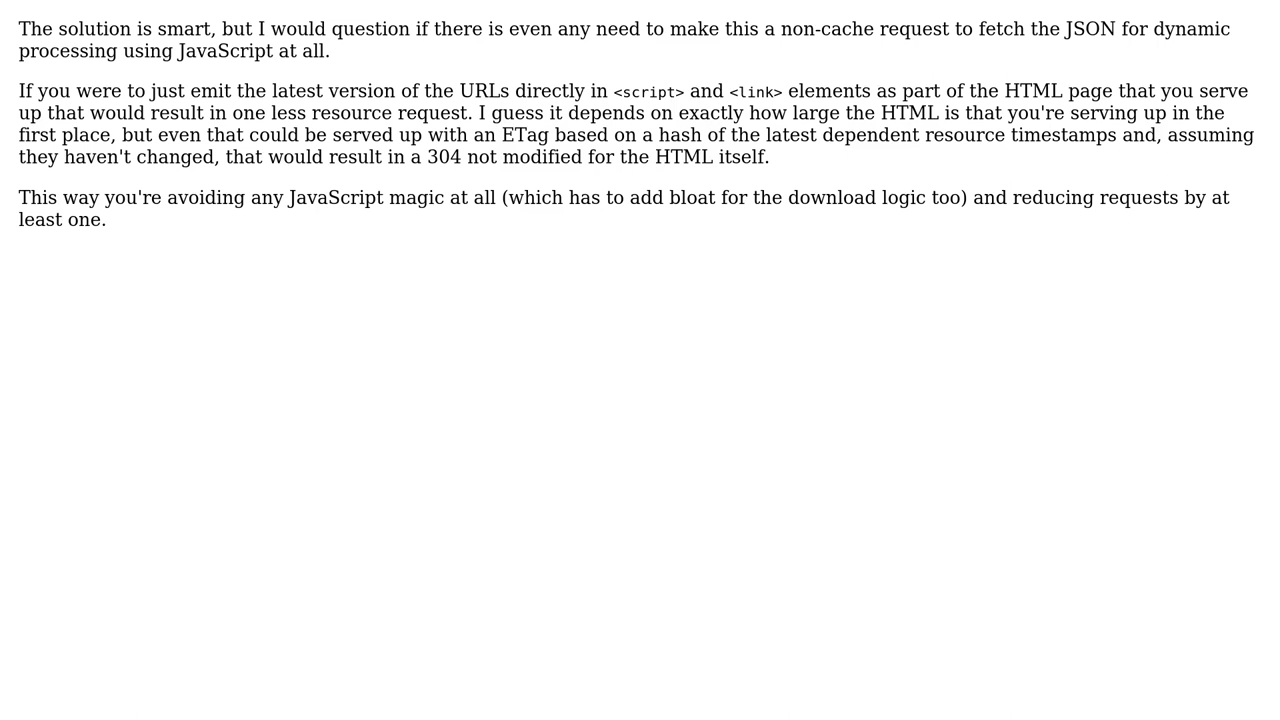 The solution is smart, but I would question if there is even any need to make this a non-cache request to fetch the JSON for dynamic
processing using JavaScript at all.
If you were to just emit the latest version of the URLs directly in <script> and <link> elements as part of the HTML page that you serve
up that would result in one less resource request. I guess it depends on exactly how large the HTML is that you're serving up in the
first place, but even that could be served up with an ETag based on a hash of the latest dependent resource timestamps and, assuming
they haven't changed, that would result in a 304 not modified for the HTML itself.
This way you're avoiding any JavaScript magic at all (which has to add bloat for the download logic too) and reducing requests by at
least one.